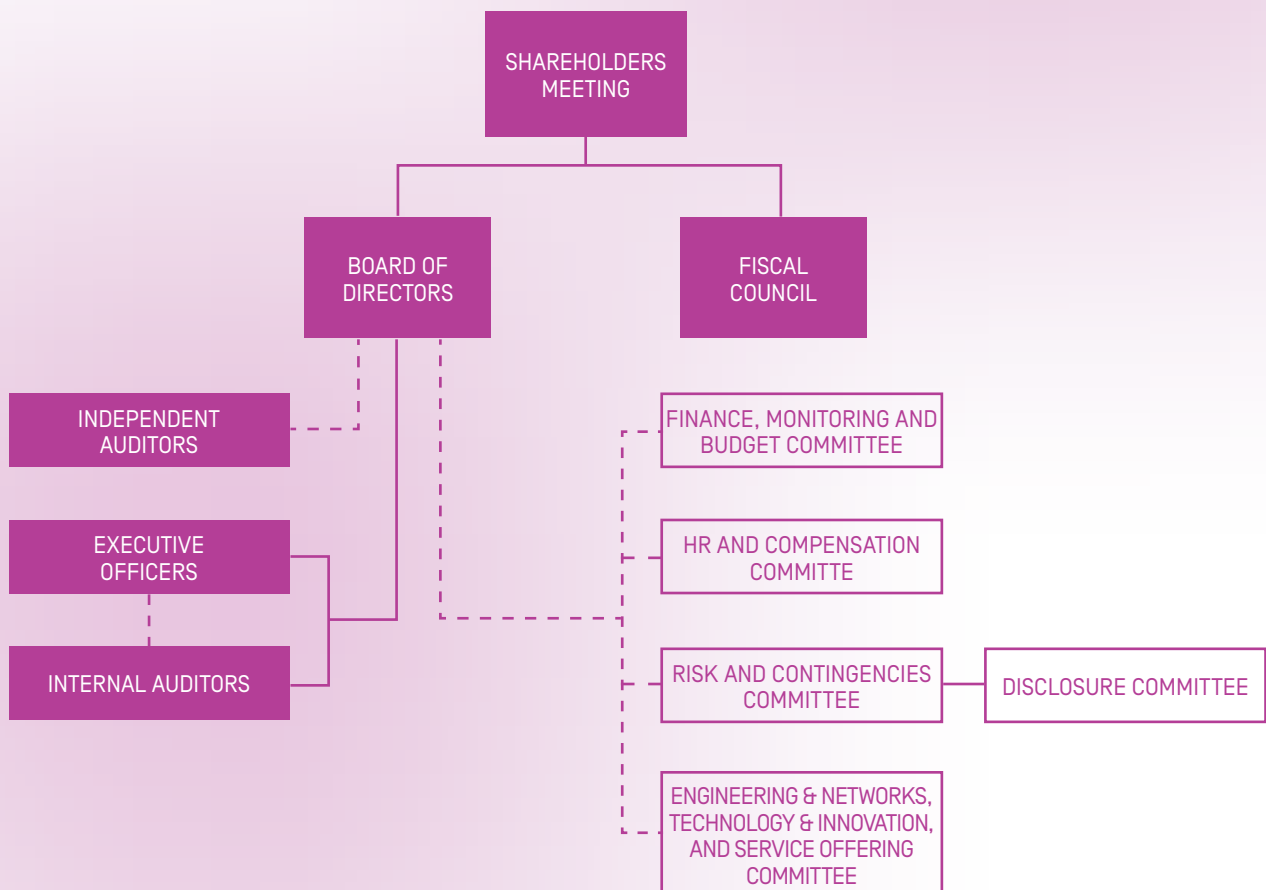 SHAREHOLDERS
MEETING
BOARD OF
DIRECTORS
FISCAL
COUNCIL
INDEPENDENT
AUDITORS
EXECUTIVE
OFFICERS
INTERNAL AUDITORS
FINANCE, MONITORING AND
BUDGET COMMITTEE
HR AND COMPENSATION
COMMITTE
RISK AND CONTINGENCIES
COMMITTEE
DISCLOSURE COMMITTEE
ENGINEERING & NETWORKS,
TECHNOLOGY & INNOVATION,
AND SERVICE OFFERING
COMMITTEE